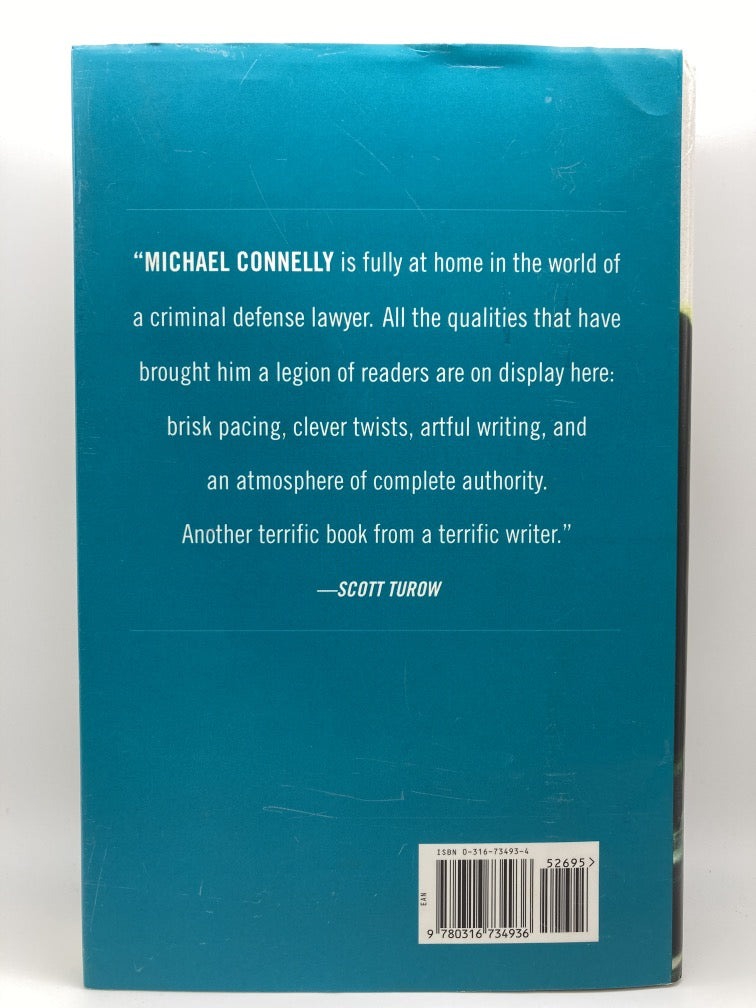 “MICHAEL CONNELLY is fully at home in the world of
a criminal defense lawyer. All the qualities that have
brought him a legion of readers are on display here:
brisk pacing, clever twists, artful writing, and
an atmosphere of complete authority.
Another terrific book from a terrific writer.”
—SCOTT TUROW
ISBN 0-316-73493-4
52695>
EAN
9 780316 734936